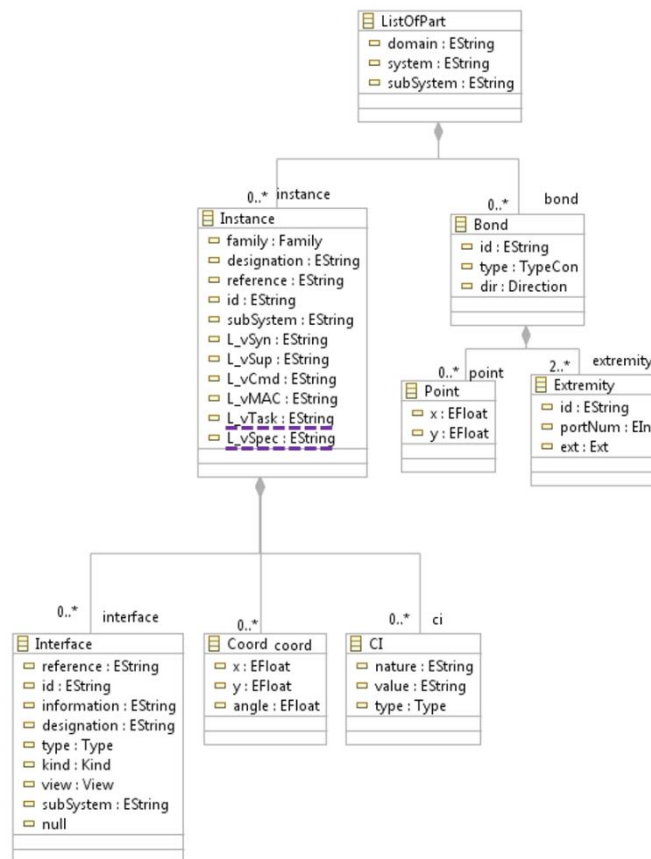 ListOfPart
domain : EString
system : EString
subSystem : EString
0..* instance
0..* bond
Instance
family : Family
designation : EString
reference : EString
id : EString
subSystem : EString
L_vSyn : EString
L_vSup : EString
L_vCmd : EString
L_vMAC : EString
L_vTask : EString
L_vSpec : EString
Bond
id : EString
type : TypeCon
dir : Direction
0..* point
2..* extremity
Point
x : EFloat
y : EFloat
Extremity
id : EString
portNum : EIn
ext : Ext
0..* interface
0..* coord
0..* ci
Interface
reference : EString
id : EString
information : EString
designation : EString
type : Type
kind : Kind
view : View
subSystem : EString
null
Coord
x : EFloat
y : EFloat
angle : EFloat
CI
nature : EString
value : EString
type : Type